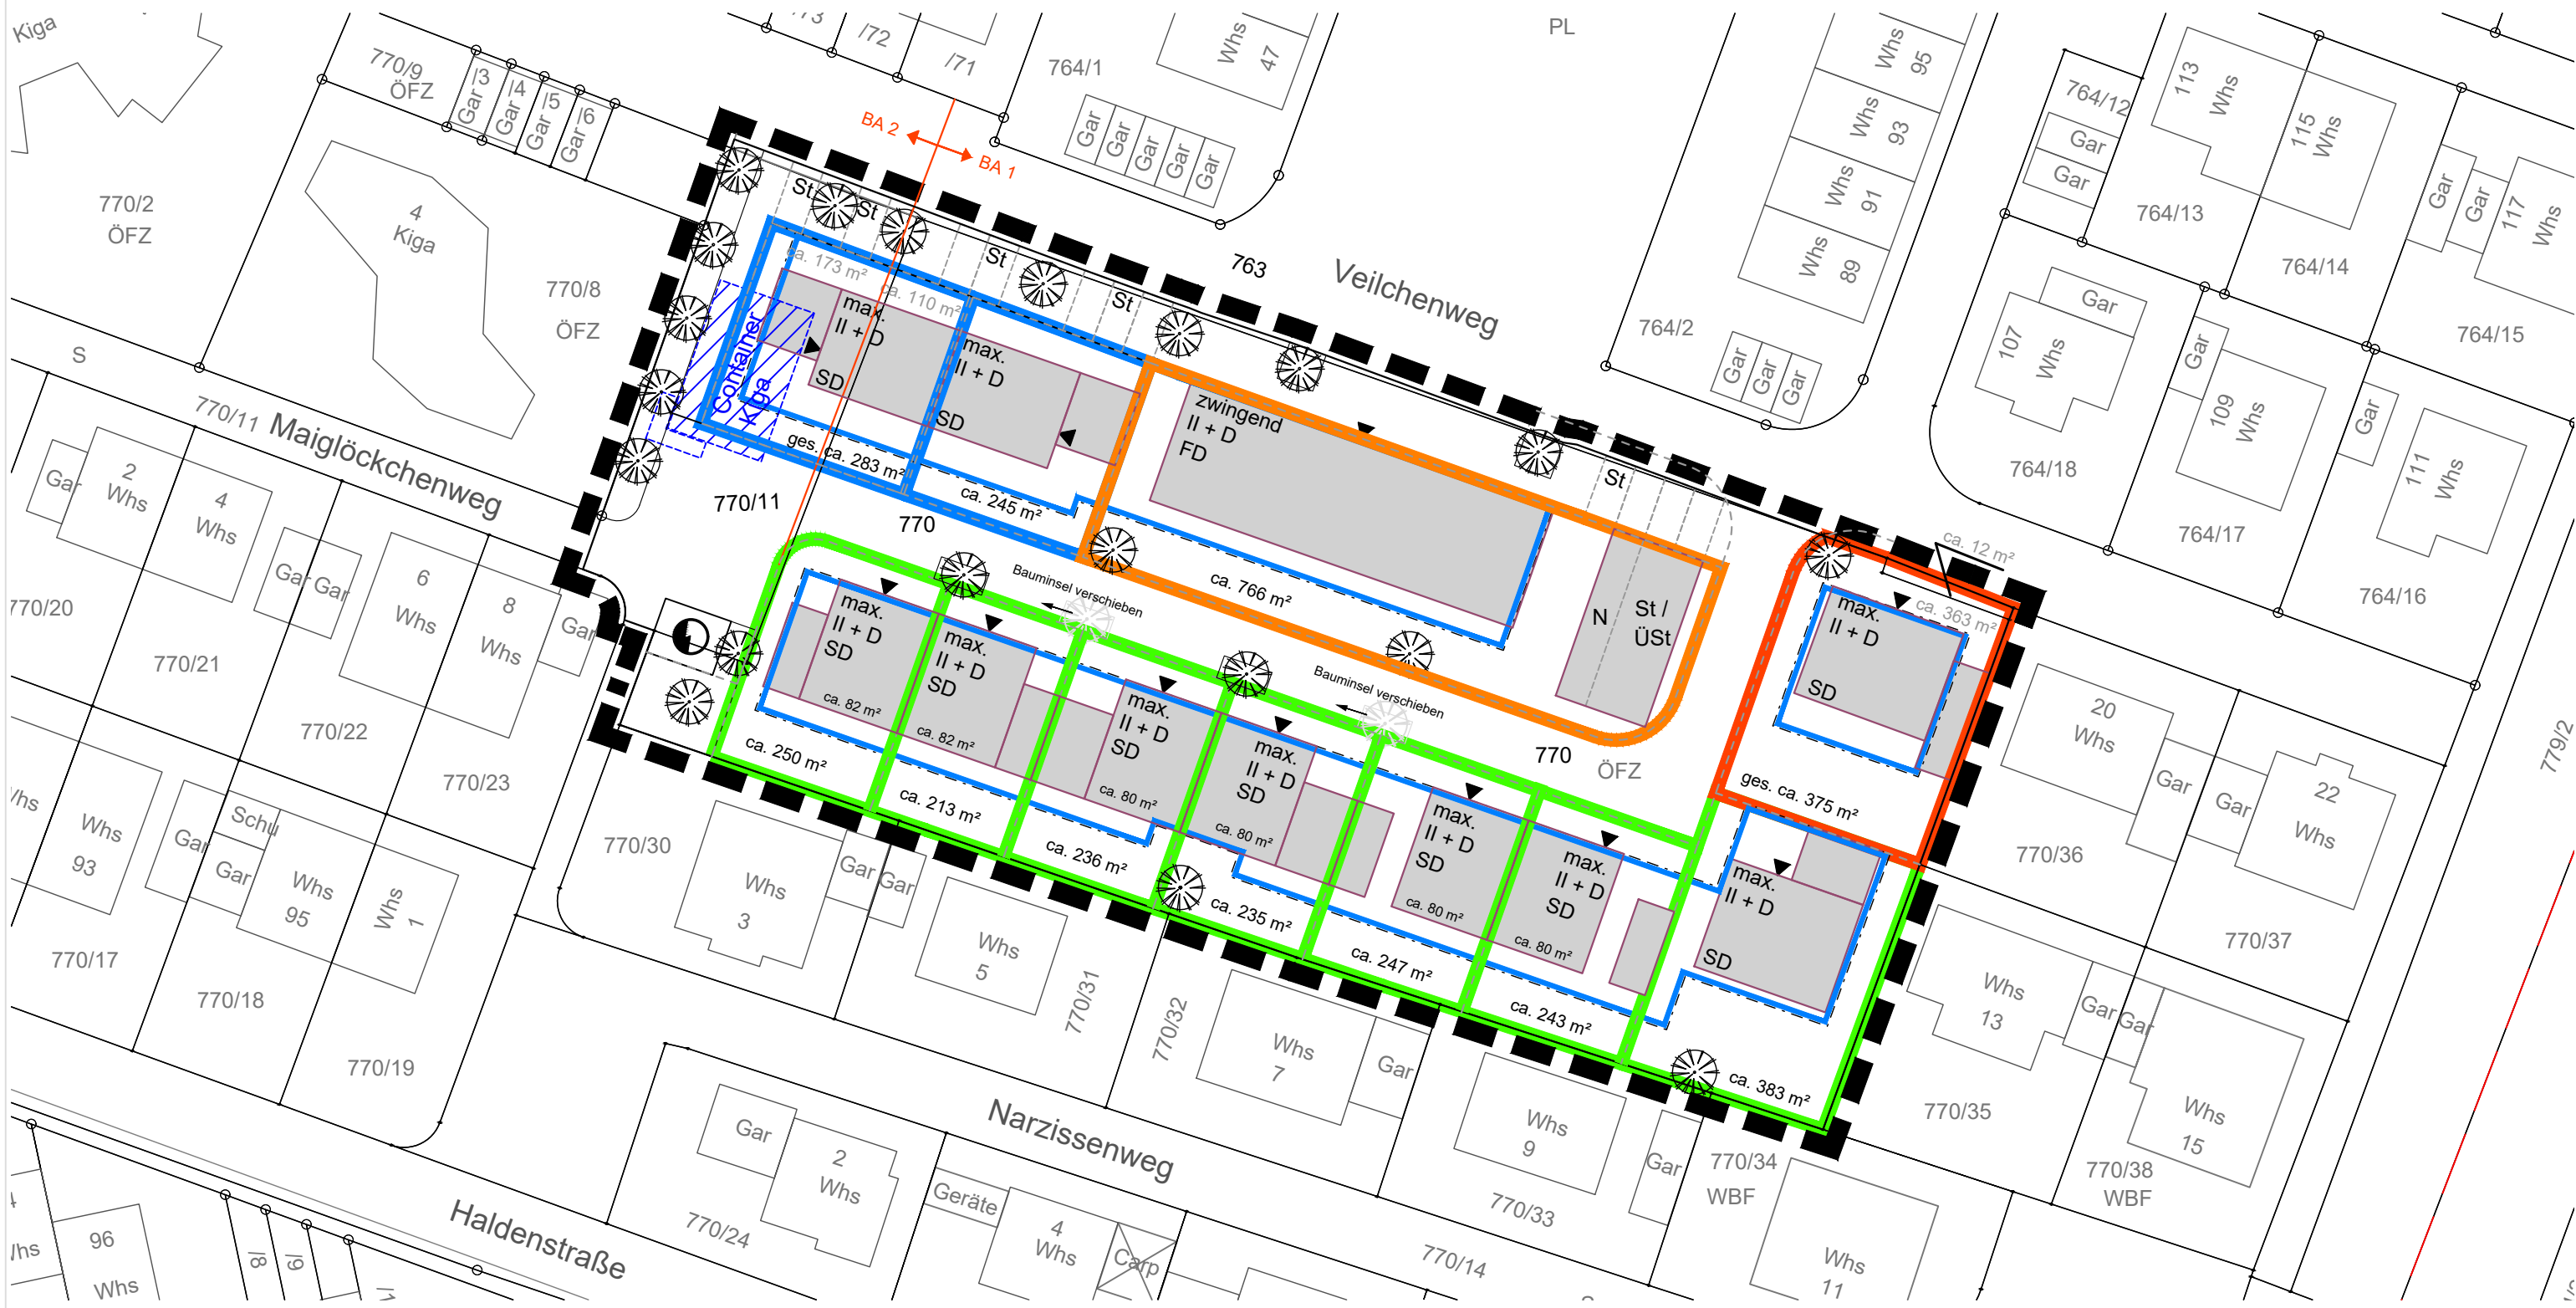 Kiga
770/9
ÖFZ
/3
Gar
/4
Gar
/5
Gar
/6
Gar
/72
/71
764/1
Whs
47
PL
Gar
Gar
Gar
Gar
Gar
BA 2
BA 1
Whs
95
Whs
93
Whs
91
Whs
89
764/12
Gar
Gar
113
Whs
115
Whs
764/13
764/14
Gar
Gar
117
Whs
764/15
770/2
ÖFZ
4
Kiga
770/8
ÖFZ
St
St
St
St
763
Veilchenweg
764/2
Gar
Gar
Gar
107
Whs
Gar
764/18
Gar
109
Whs
764/17
Gar
111
Whs
764/16
S
770/11
Maiglöckchenweg
ca. 173 m²
ca. 110 m²
Container
Kiga
max.
II + D
SD
max.
II + D
SD
ges. ca. 283 m²
ca. 245 m²
zwingend
II + D
FD
ca. 766 m²
St
N
St /
ÜSt
770/11
770
Bauminsel verschieben
Bauminsel verschieben
770
ÖFZ
ca. 12 m²
ca. 363 m²
max.
II + D
SD
ges. ca. 375 m²
Gar
2
Whs
4
Whs
Gar
Gar
6
Whs
8
Whs
Gar
770/20
770/21
770/22
770/23
max.
II + D
SD
ca. 82 m²
ca. 250 m²
max.
II + D
SD
ca. 82 m²
ca. 213 m²
max.
II + D
SD
ca. 80 m²
ca. 236 m²
max.
II + D
SD
ca. 80 m²
ca. 235 m²
max.
II + D
SD
ca. 80 m²
ca. 247 m²
max.
II + D
SD
ca. 80 m²
ca. 243 m²
max.
II + D
SD
ca. 383 m²
20
Whs
Gar
Gar
22
Whs
779/2
770/36
770/37
Whs
93
Gar
Schu
Gar
Whs
95
Whs
1
770/17
770/18
770/19
770/30
Whs
3
Gar
Gar
Whs
5
770/31
770/32
Whs
7
Gar
Whs
9
Gar
770/34
WBF
770/33
Whs
13
Gar
Gar
Whs
15
770/35
770/38
WBF
Whs
11
Narzissenweg
Haldenstraße
Gar
2
Whs
770/24
Geräte
4
Whs
Carp
770/14
96
Whs
/8
/9